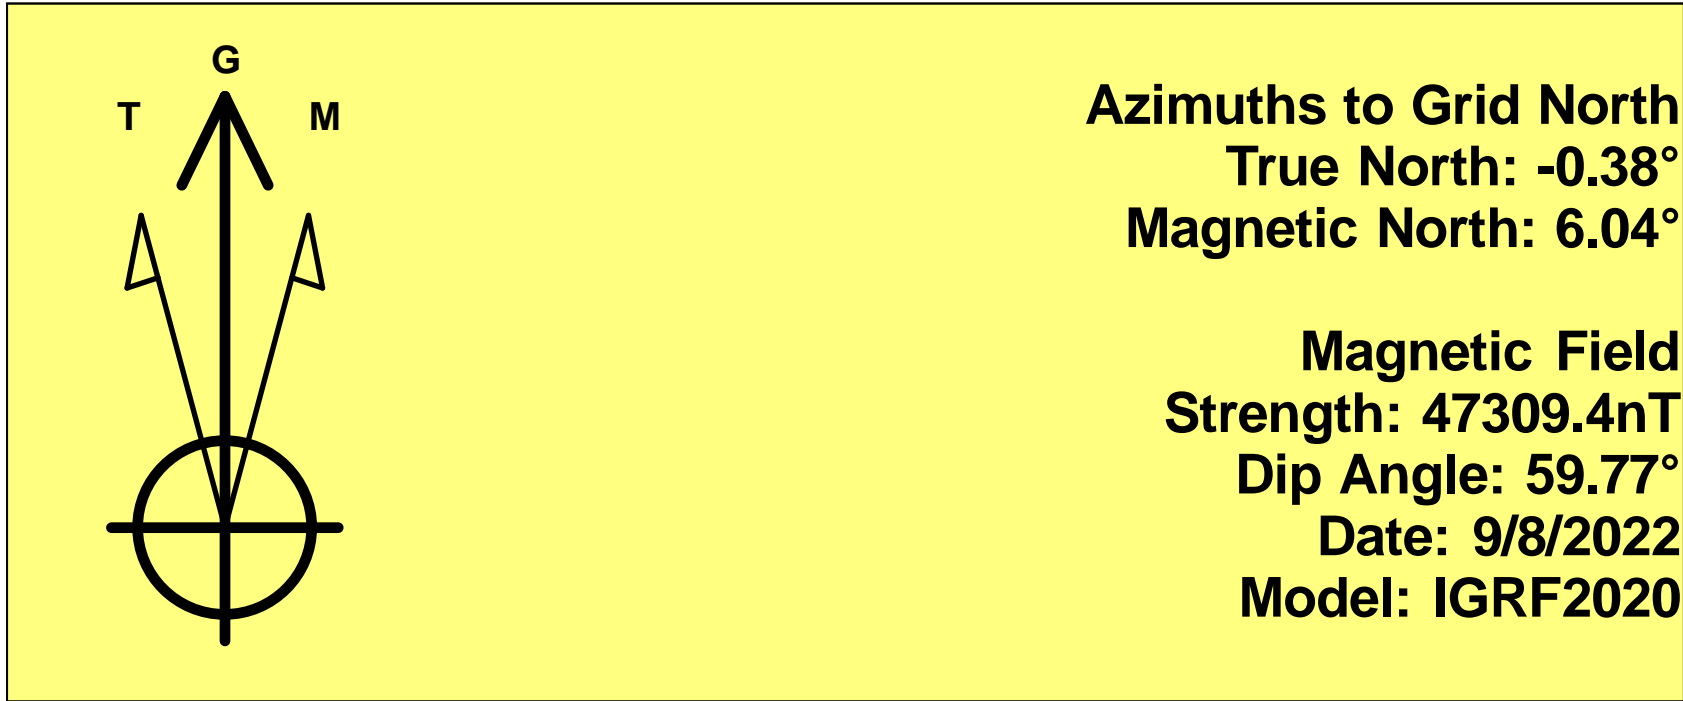 G
T M
Azimuths to Grid North
True North: -0.38°
Magnetic North: 6.04°
Magnetic Field
Strength: 47309.4nT
Dip Angle: 59.77°
Date: 9/8/2022
Model: IGRF2020